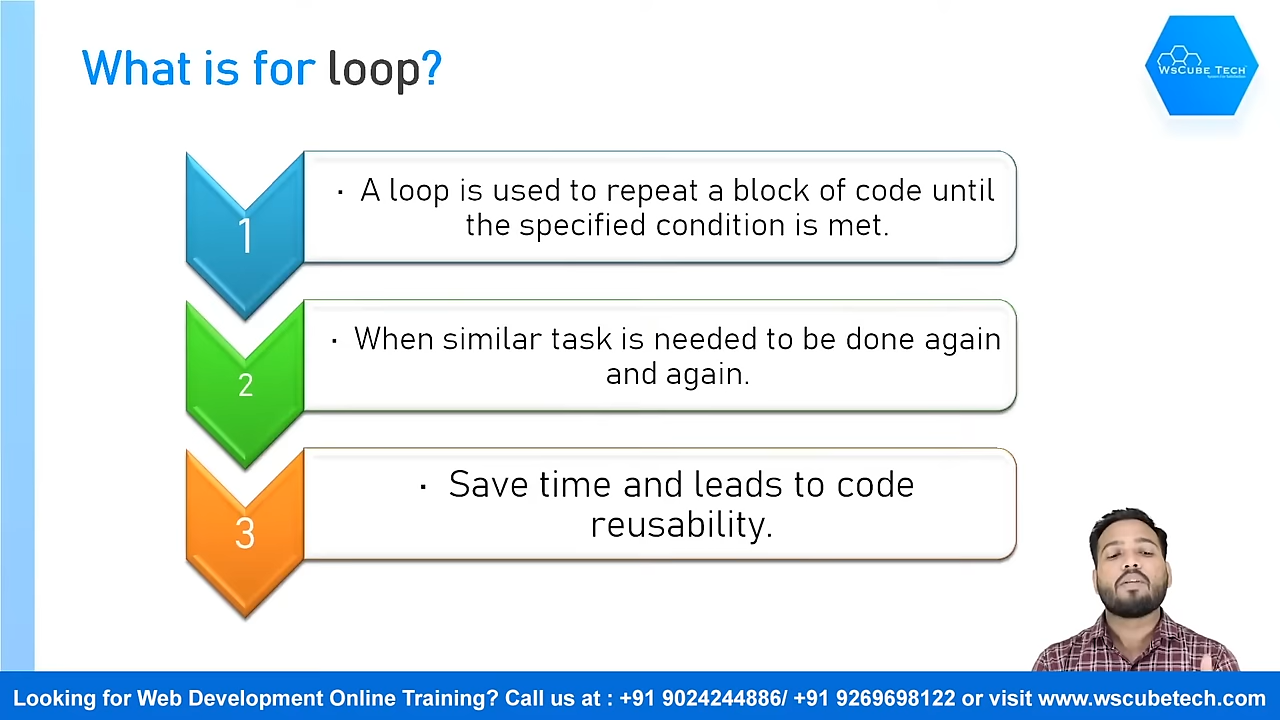 What is for loop?
WsCube Tech
1
· A loop is used to repeat a block of code until
the specified condition is met.
2
· When similar task is needed to be done again
and again.
3
· Save time and leads to code
reusability.
Looking for Web Development Online Training? Call us at : +91 9024244886/ +91 9269698122 or visit www.wscubetech.com